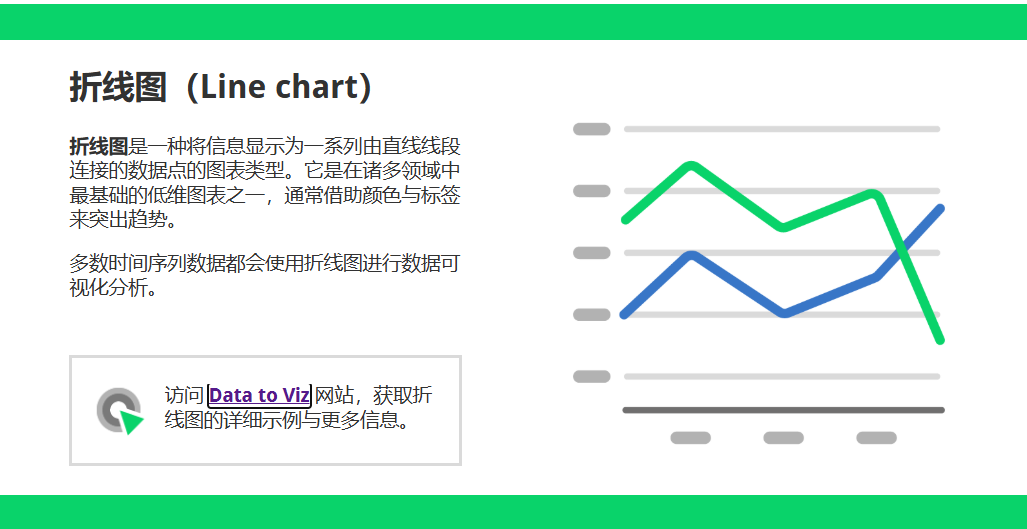 折线图（Line chart）
折线图是一种将信息显示为一系列由直线线段
连接的数据点的图表类型。它是在诸多领域中
最基础的低维图表之一，通常借助颜色与标签
来突出趋势。
多数时间序列数据都会使用折线图进行数据可
视化分析。
访问 Data to Viz 网站，获取折
线图的详细示例与更多信息。